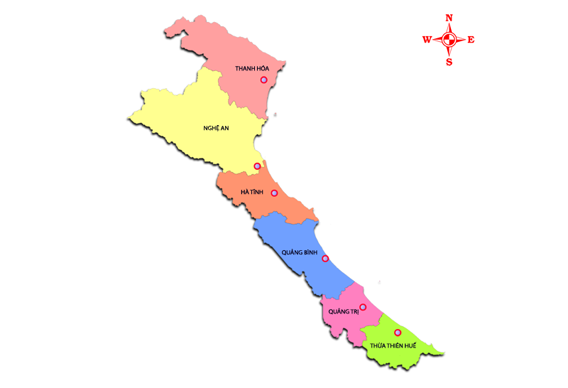 N
W E
S
THANH HÓA
NGHỆ AN
HÀ TĨNH
QUẢNG BÌNH
QUẢNG TRỊ
THỪA THIÊN HUẾ